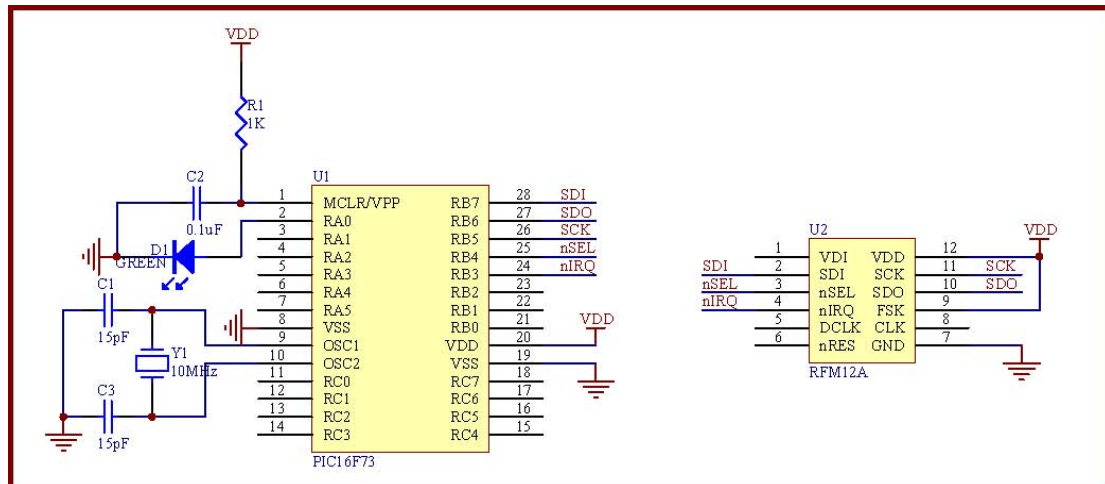 VDD
R1
1K
C2
0.1uF
D1
GREEN
C1
15pF
Y1
10MHz
C3
15pF
U1
1 MCLR/VPP RB7 28 SDI
2 RA0 RB6 27 SDO
3 RA1 RB5 26 SCK
4 RA2 RB4 25 nSEL
5 RA3 RB3 24 nIRQ
6 RA4 RB2 23
7 RA5 RB1 22
8 VSS RB0 21
9 OSC1 VDD 20 VDD
10 OSC2 VSS 19
11 RC0 RC7 18
12 RC1 RC6 17
13 RC2 RC5 16
14 RC3 RC4 15
PIC16F73
U2
VDD
1 VDI VDD 12
SDI 2 SDI SCK 11 SCK
nSEL 3 nSEL SDO 10 SDO
nIRQ 4 nIRQ FSK 9
5 DCLK CLK 8
6 nRES GND 7
RFM12A